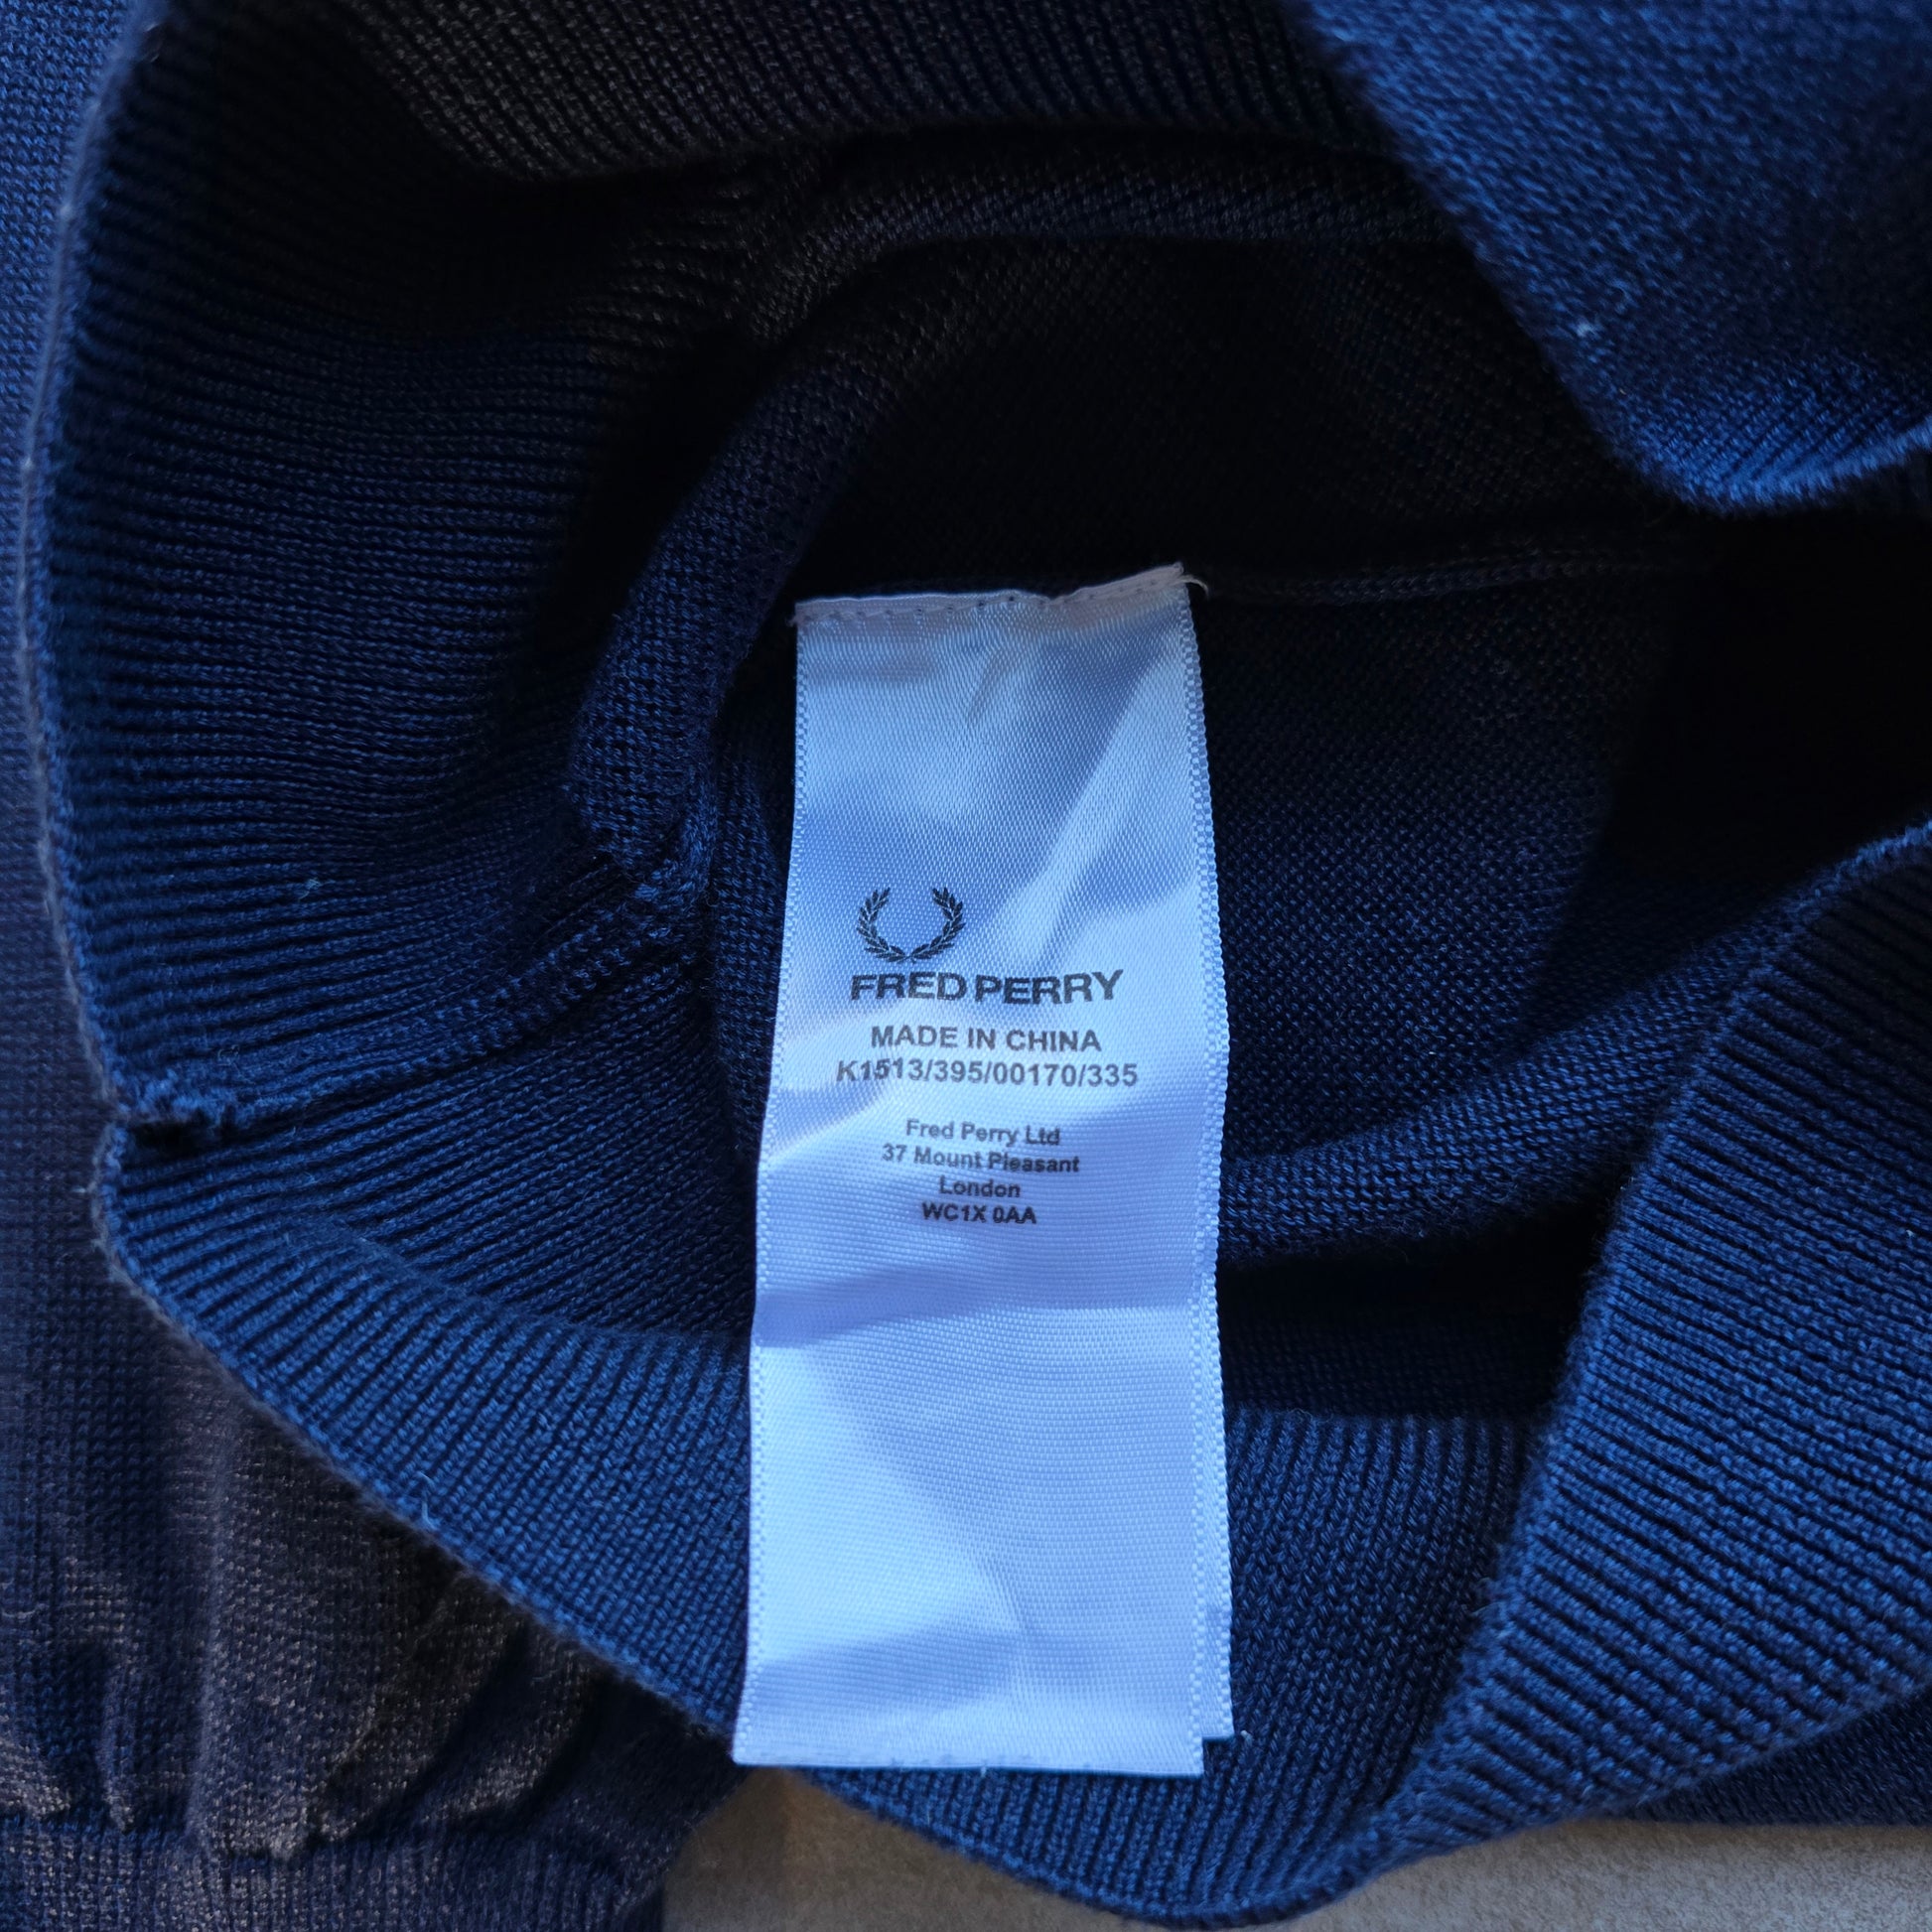 FRED PERRY
MADE IN CHINA
K1513/395/00170/335
Fred Perry Ltd
37 Mount Pleasant
London
WC1X 0AA